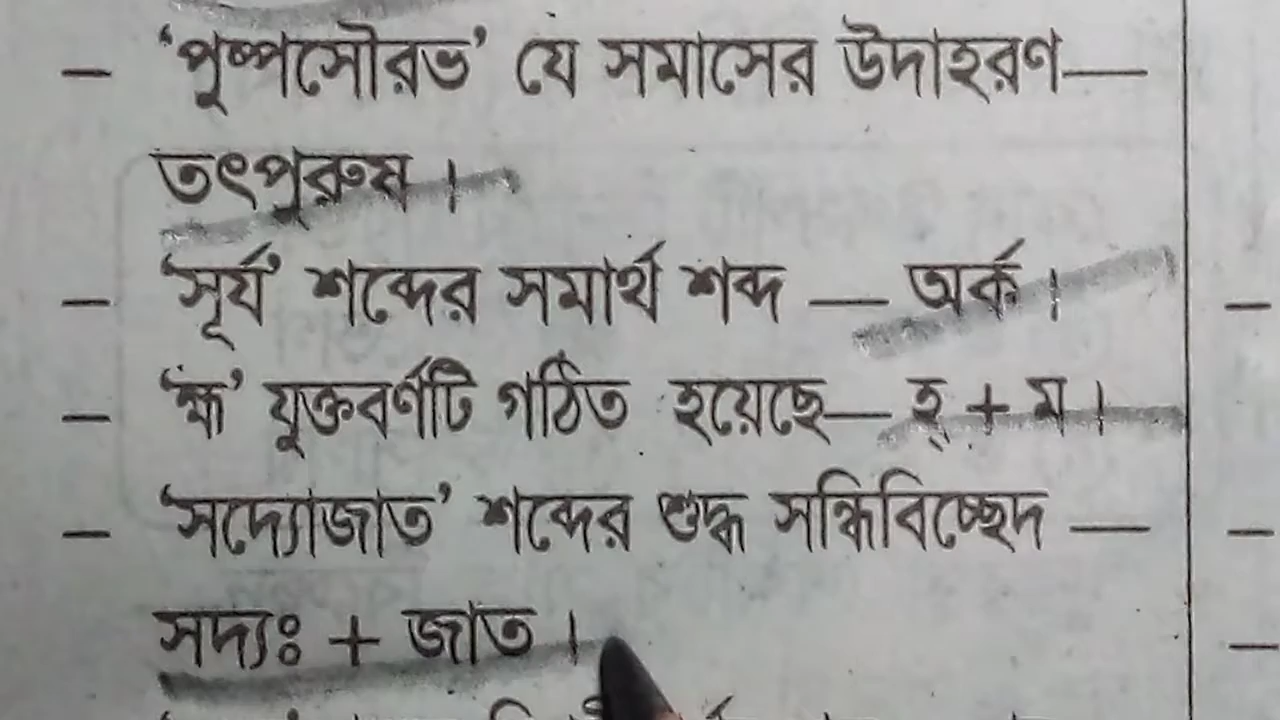 – ‘পুষ্পসৌরভ’ যে সমাসের উদাহরণ—
তৎপুরুষ।
– ‘সূর্য’ শব্দের সমার্থ শব্দ — অর্ক।
– ‘হ্ম’ যুক্তবর্ণটি গঠিত হয়েছে— হ্ + ম।
– ‘সদ্যোজাত’ শব্দের শুদ্ধ সন্ধিবিচ্ছেদ —
সদ্যঃ + জাত।